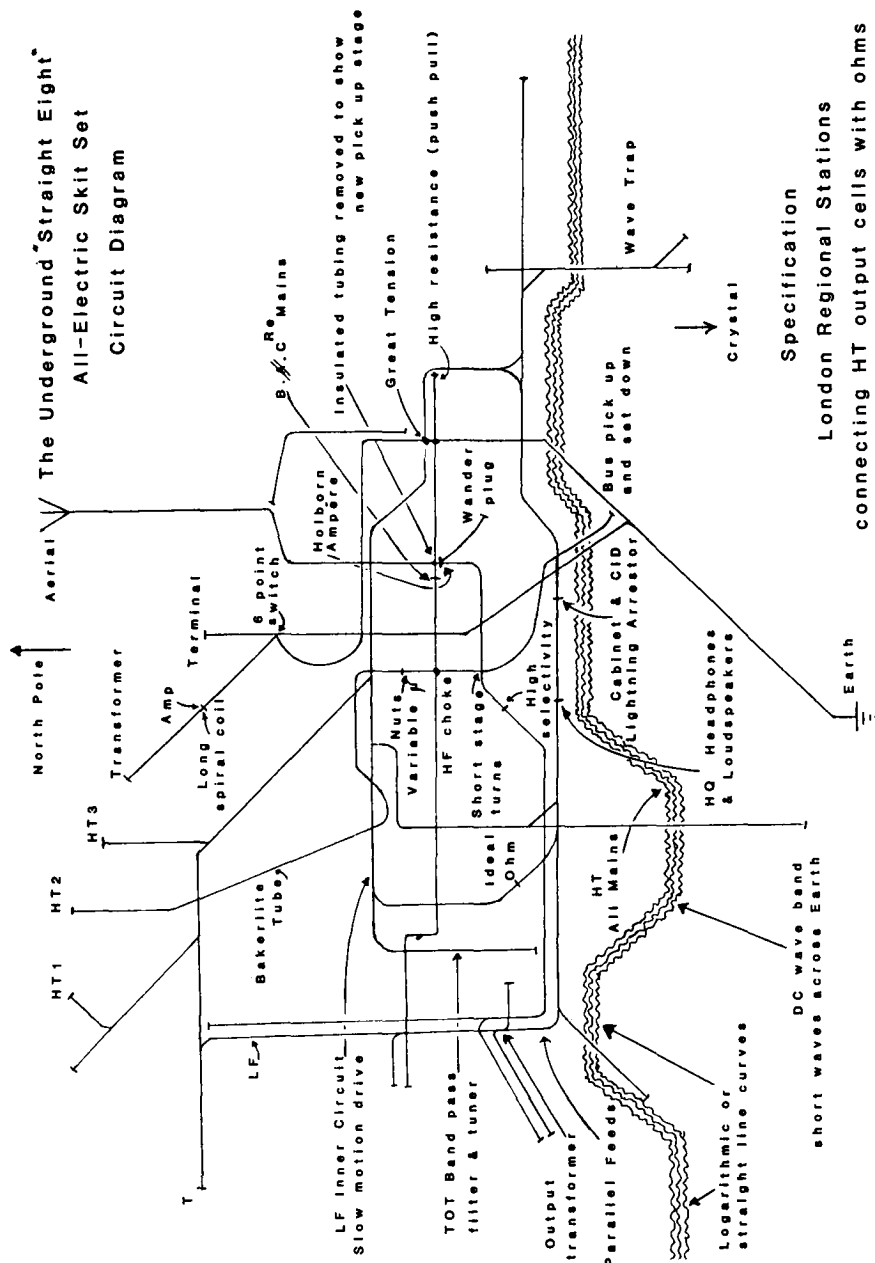 The Underground "Straight Eight"
All-Electric Skit Set
Circuit Diagram
North Pole
Aerial
Transformer
Amp
Long
spiral coil
Terminal
6 point
switch
Holborn
Ampère
B.B.C Re Mains
Insulated tubing removed to show
new pick up stage
Great Tension
High resistance (push pull)
HT1
HT2
HT3
T
LF
Bakerlite
Tube
Nuts
Variable μ
HF choke
Wander
plug
LF Inner Circuit
Slow motion drive
TOT Band pass
filter & tuner
Output
transformer
Parallel Feeds
Ideal
Ohm
Short stage
turns
High
selectivity
Cabinet & CID
Lightning Arrestor
HQ Headphones
& Loudspeakers
Bus pick up
and set down
Wave Trap
Crystal
Earth
HT
All Mains
DC wave band
short waves across Earth
Logarithmic or
straight line curves
Specification
London Regional Stations
connecting HT output cells with ohms